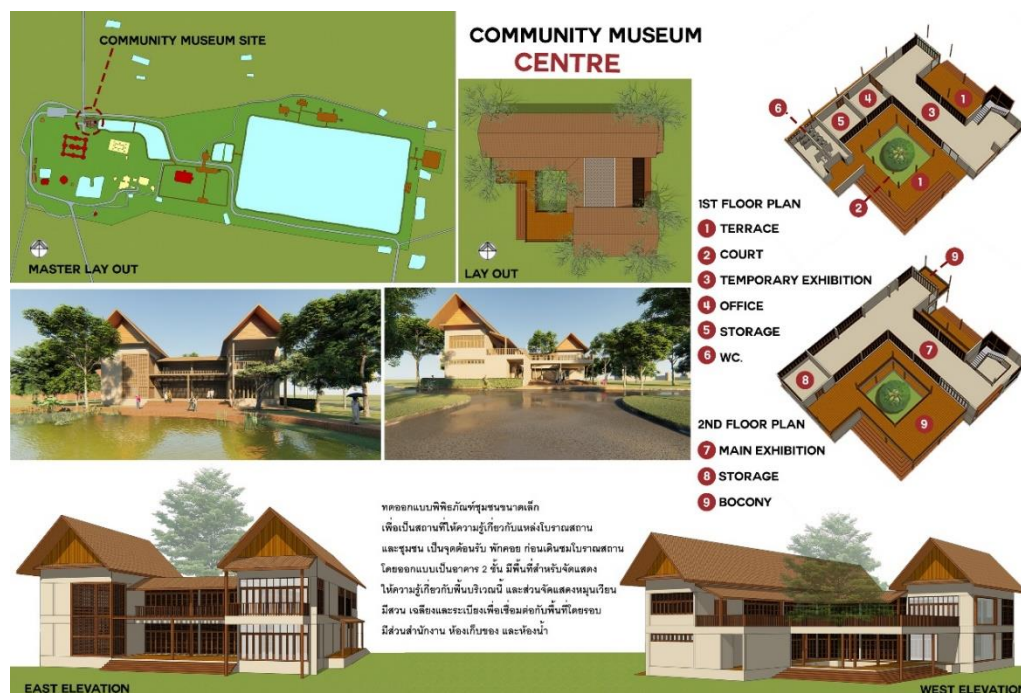 COMMUNITY MUSEUM SITE
MASTER LAY OUT
COMMUNITY MUSEUM
CENTRE
LAY OUT
6
4
5
3
1
1
2
1ST FLOOR PLAN
1 TERRACE
2 COURT
3 TEMPORARY EXHIBITION
4 OFFICE
5 STORAGE
6 WC.
9
7
8
9
2ND FLOOR PLAN
7 MAIN EXHIBITION
8 STORAGE
9 BOCONY
ทดออกแบบพิพิธภัณฑ์ชุมชนขนาดเล็ก
เพื่อเป็นสถานที่ให้ความรู้เกี่ยวกับแหล่งโบราณสถาน
และชุมชน เป็นจุดต้อนรับ พักคอย ก่อนเดินชมโบราณสถาน
โดยออกแบบเป็นอาคาร 2 ชั้น มีพื้นที่สำหรับจัดแสดง
ให้ความรู้เกี่ยวกับพื้นบริเวณนี้ และส่วนจัดแสดงหมุนเวียน
มีสวน เฉลียงและระเบียงเพื่อเชื่อมต่อกับพื้นที่โดยรอบ
มีส่วนสำนักงาน ห้องเก็บของ และห้องน้ำ
EAST ELEVATION
WEST ELEVATION